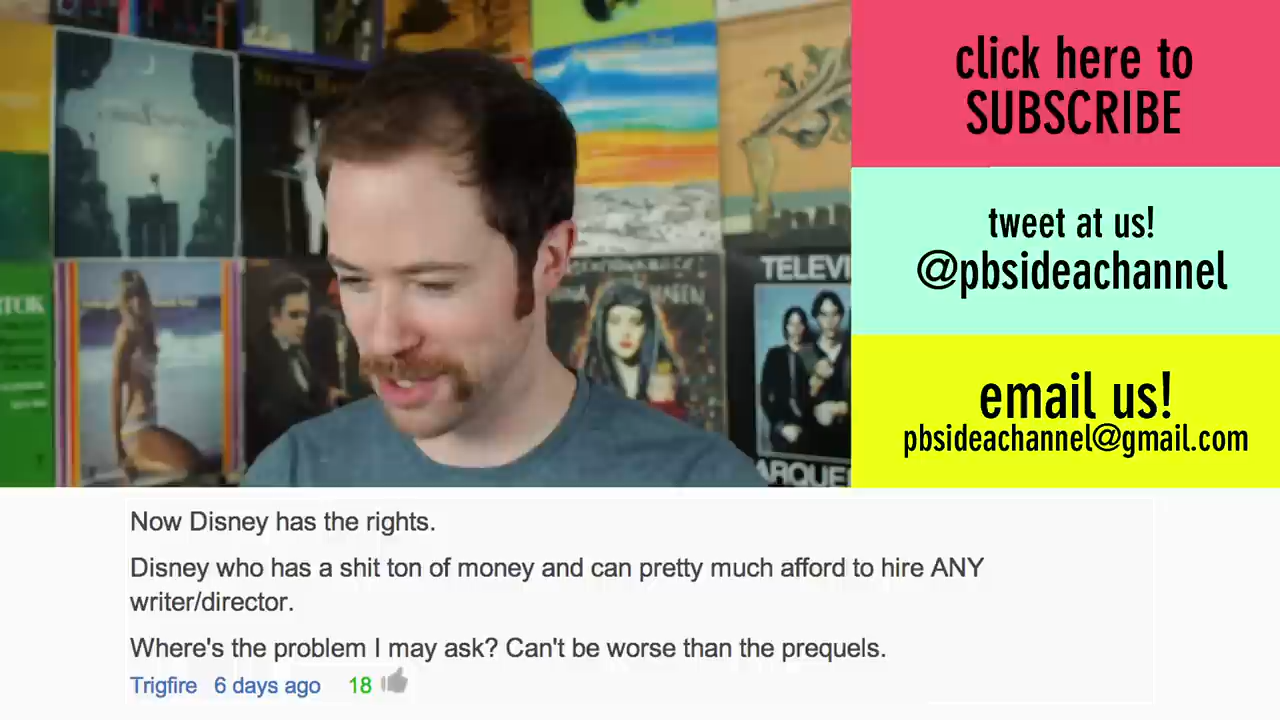 click here to
SUBSCRIBE
tweet at us!
@pbsideachannel
email us!
pbsideachannel@gmail.com
TELEVI
Now Disney has the rights.
Disney who has a shit ton of money and can pretty much afford to hire ANY
writer/director.
Where's the problem I may ask? Can't be worse than the prequels.
Trigfire 6 days ago 18